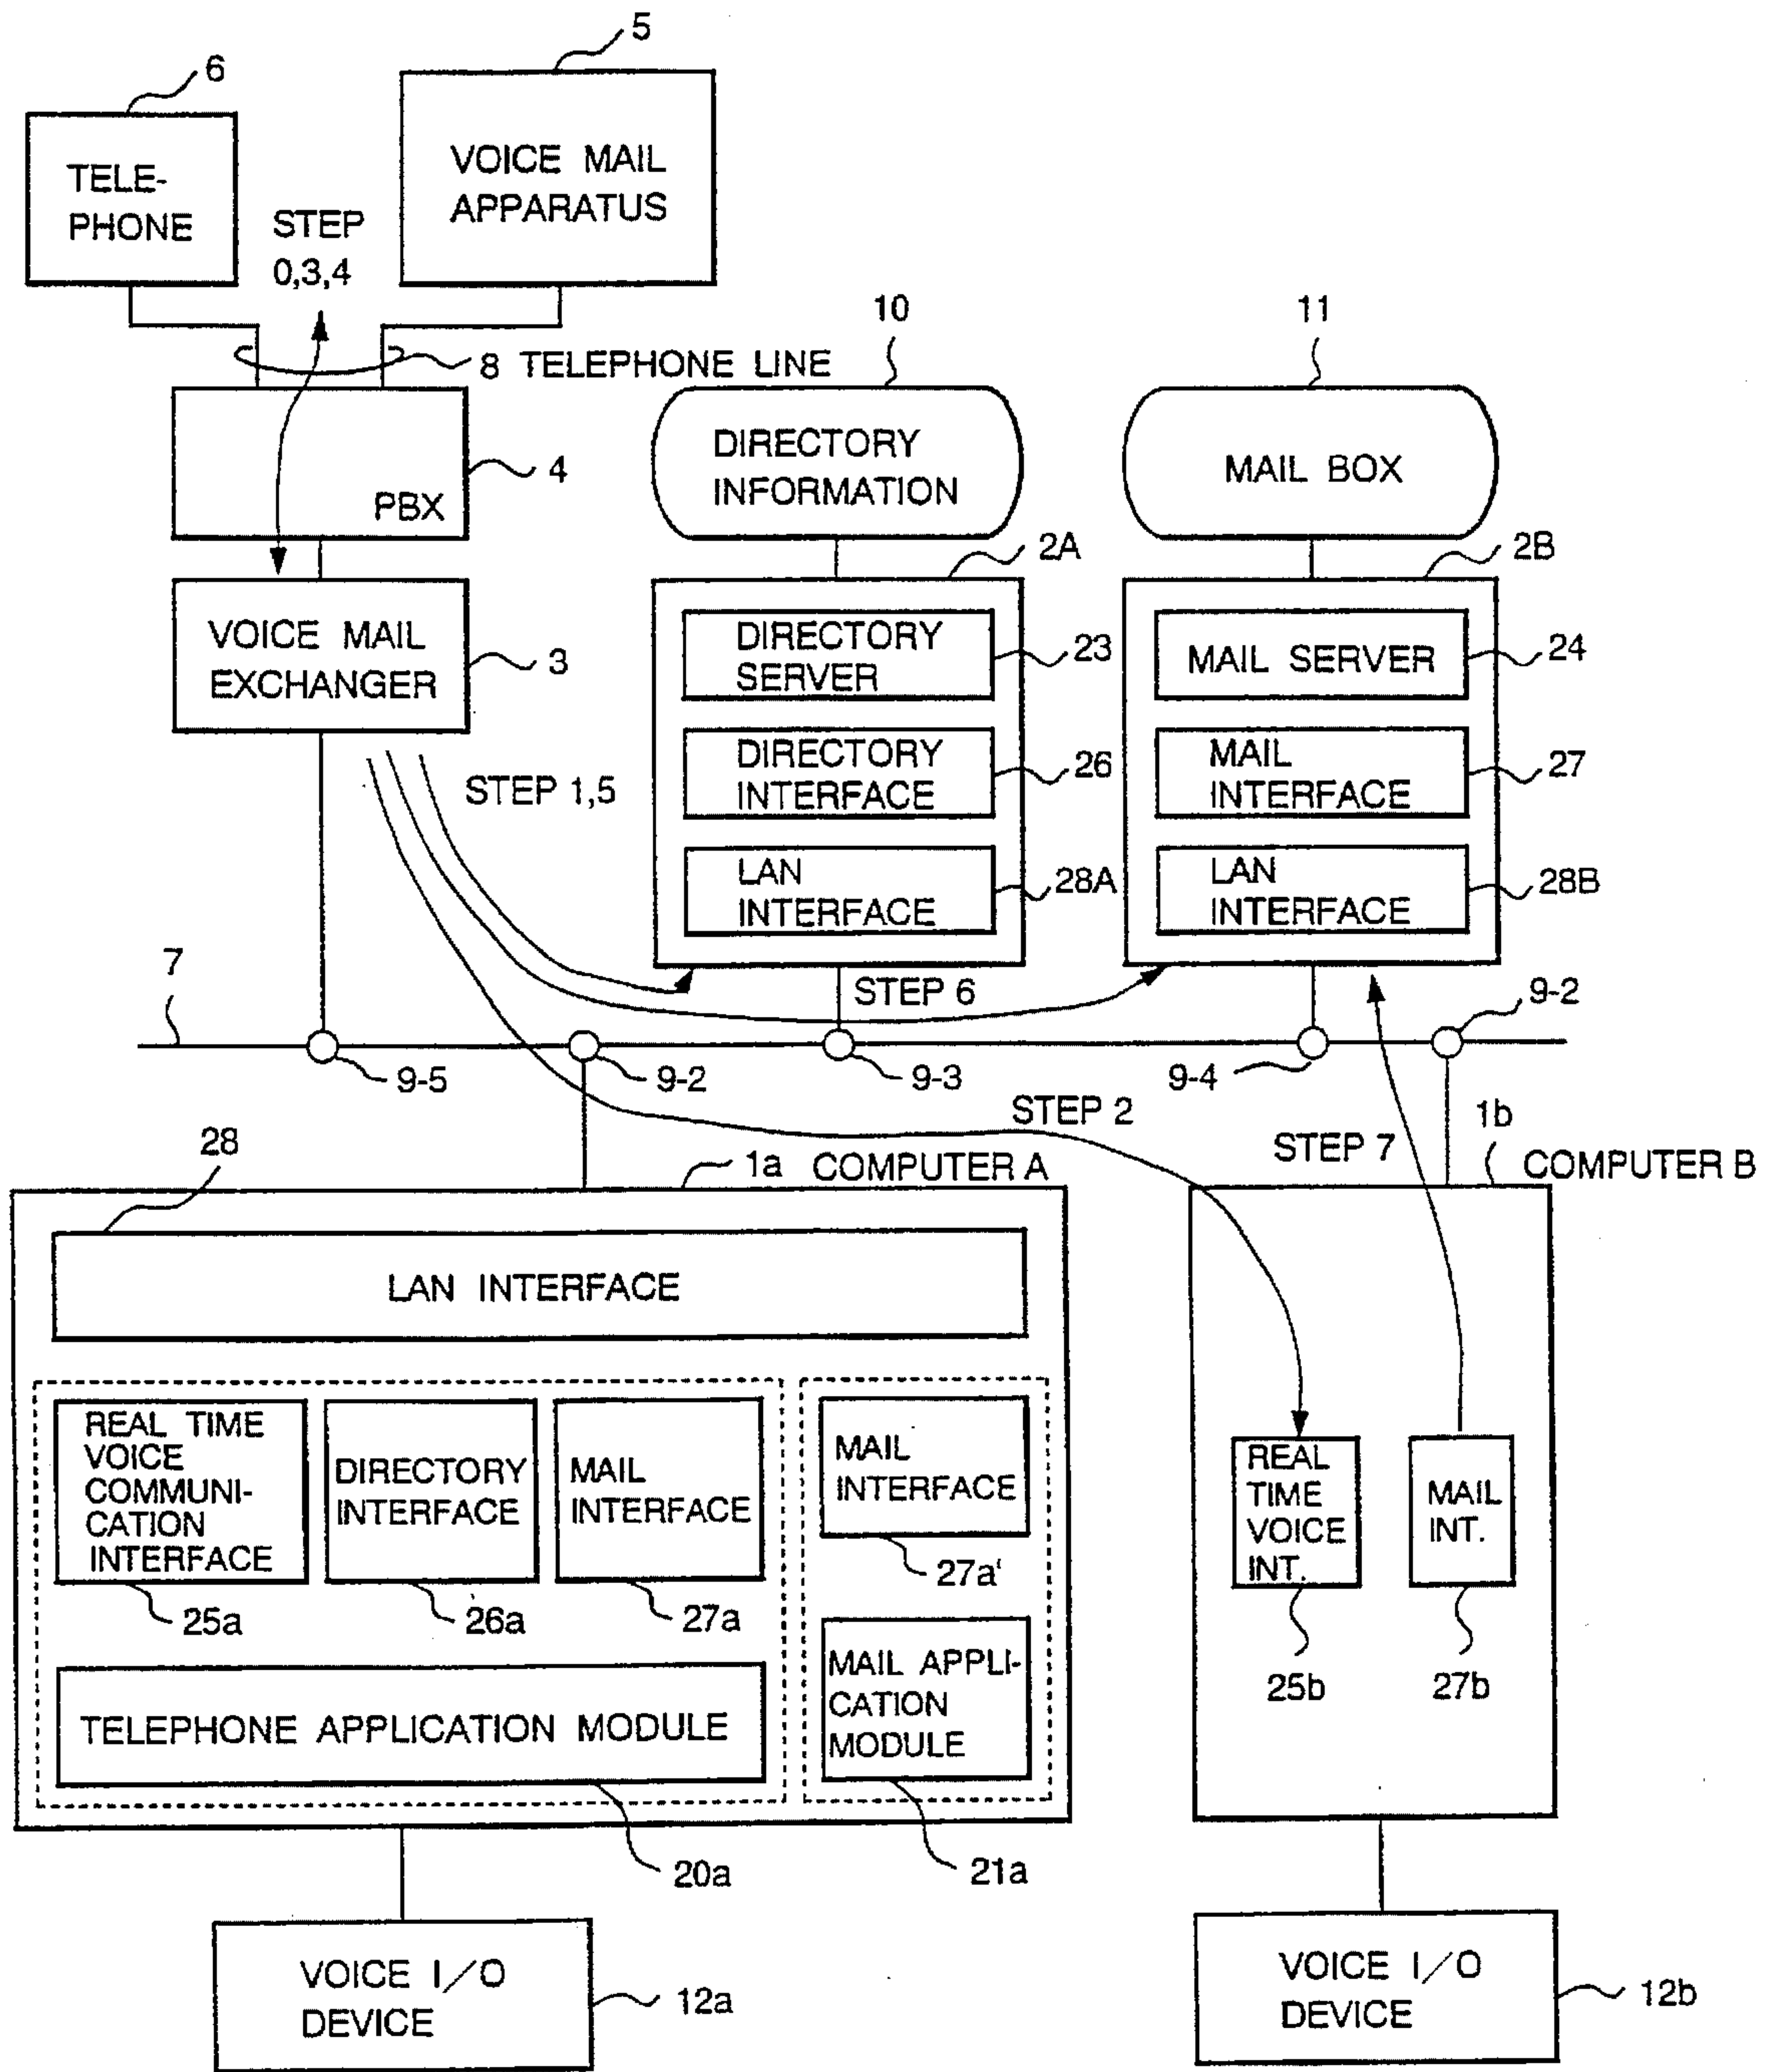 5
6
TELE-
PHONE
VOICE MAIL
APPARATUS
STEP
0,3,4
8 TELEPHONE LINE
10
11
PBX
4
DIRECTORY
INFORMATION
MAIL BOX
2A
2B
VOICE MAIL
EXCHANGER
3
DIRECTORY
SERVER
23
MAIL SERVER
24
STEP 1,5
DIRECTORY
INTERFACE
26
MAIL
INTERFACE
27
LAN
INTERFACE
28A
LAN
INTERFACE
28B
7
STEP 6
9-2
9-5
9-2
9-3
9-4
STEP 2
STEP 7
1b
COMPUTER B
28
1a COMPUTER A
LAN INTERFACE
REAL TIME
VOICE
COMMUNI-
CATION
INTERFACE
DIRECTORY
INTERFACE
MAIL
INTERFACE
MAIL
INTERFACE
REAL
TIME
VOICE
INT.
MAIL
INT.
25a
26a
27a
27a'
25b
27b
TELEPHONE APPLICATION MODULE
MAIL APPLI-
CATION
MODULE
20a
21a
VOICE I/O
DEVICE
12a
VOICE I/O
DEVICE
12b